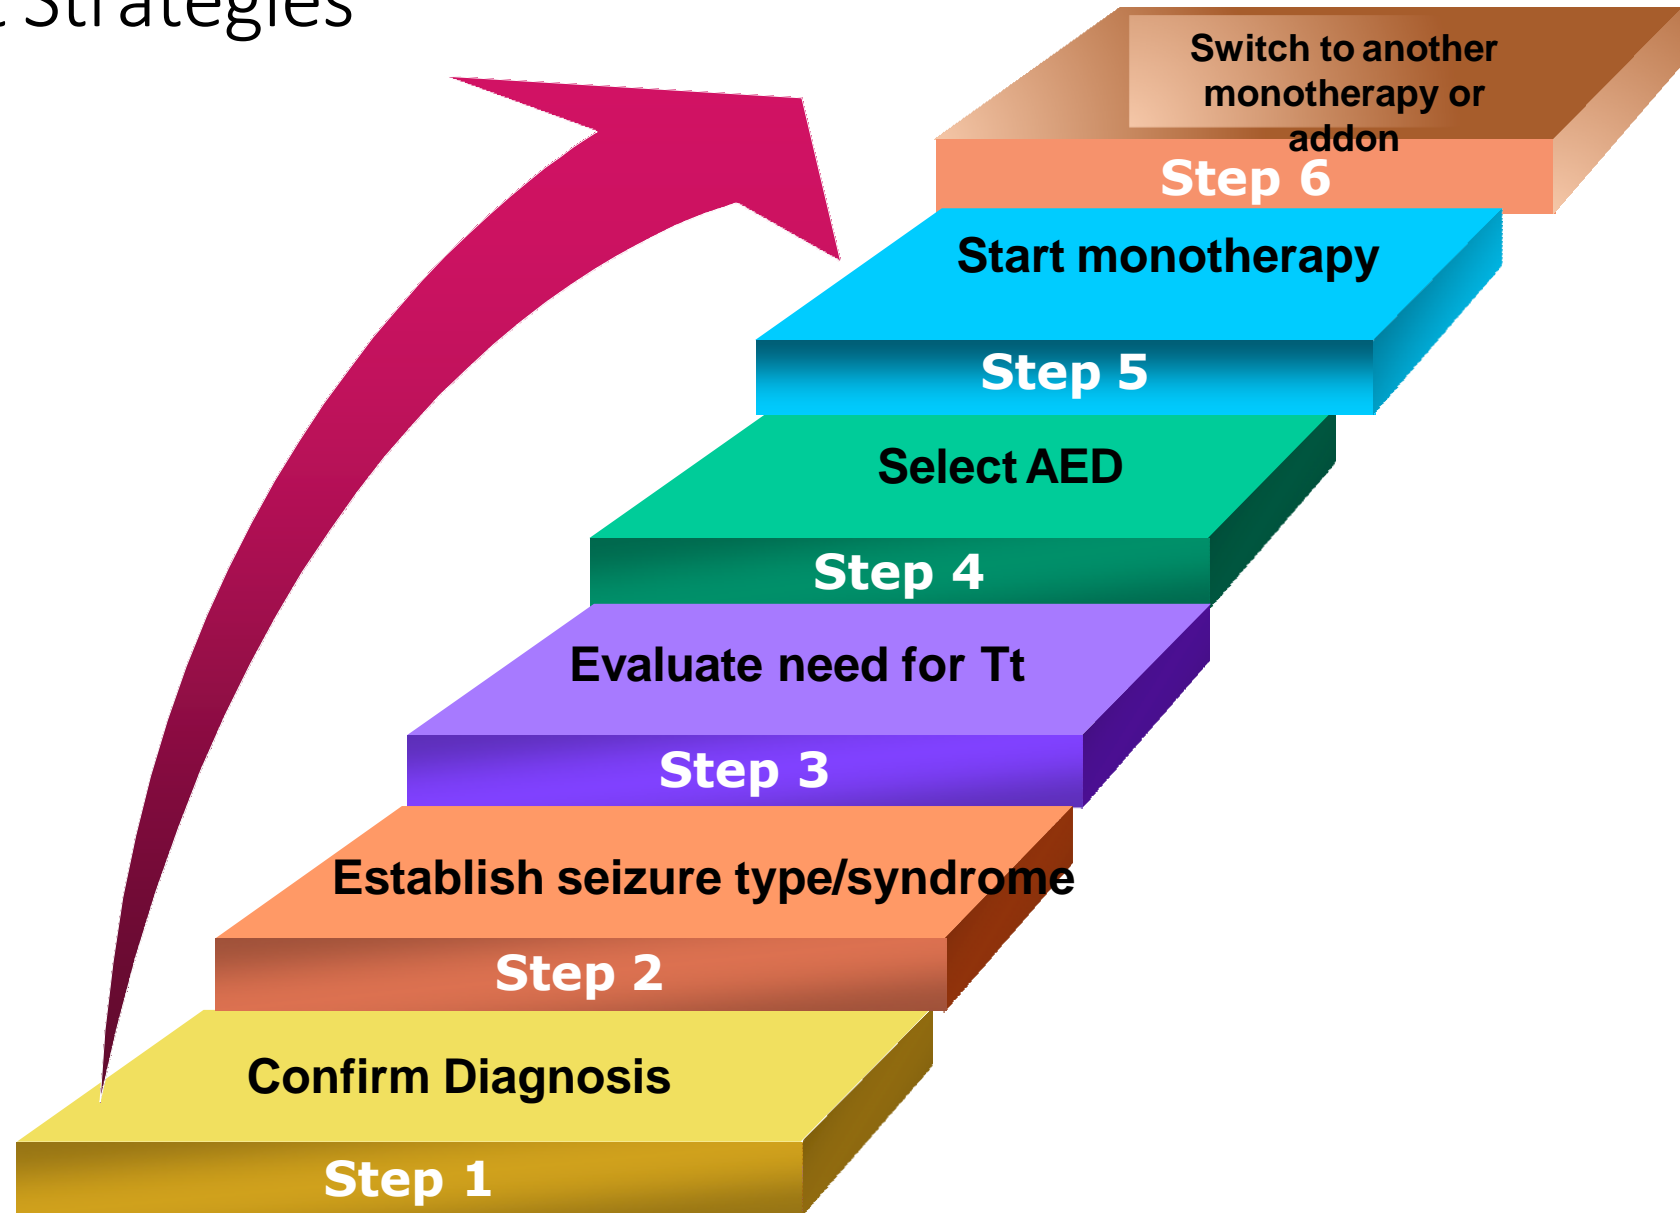 Strategies
Switch to another
monotherapy or
addon
Step 6
Start monotherapy
Step 5
Select AED
Step 4
Evaluate need for Tt
Step 3
Establish seizure type/syndrome
Step 2
Confirm Diagnosis
Step 1